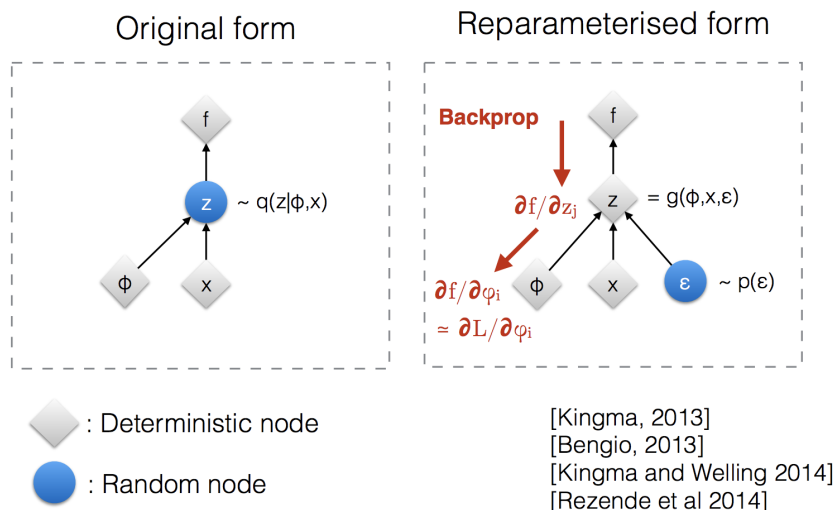 Original form
f
z
~ q(z|ϕ,x)
ϕ
x
Reparameterised form
Backprop
f
∂f/∂zⱼ
z
= g(ϕ,x,ε)
∂f/∂φᵢ
≃ ∂L/∂φᵢ
ϕ
x
ε
~ p(ε)
: Deterministic node
: Random node
[Kingma, 2013]
[Bengio, 2013]
[Kingma and Welling 2014]
[Rezende et al 2014]